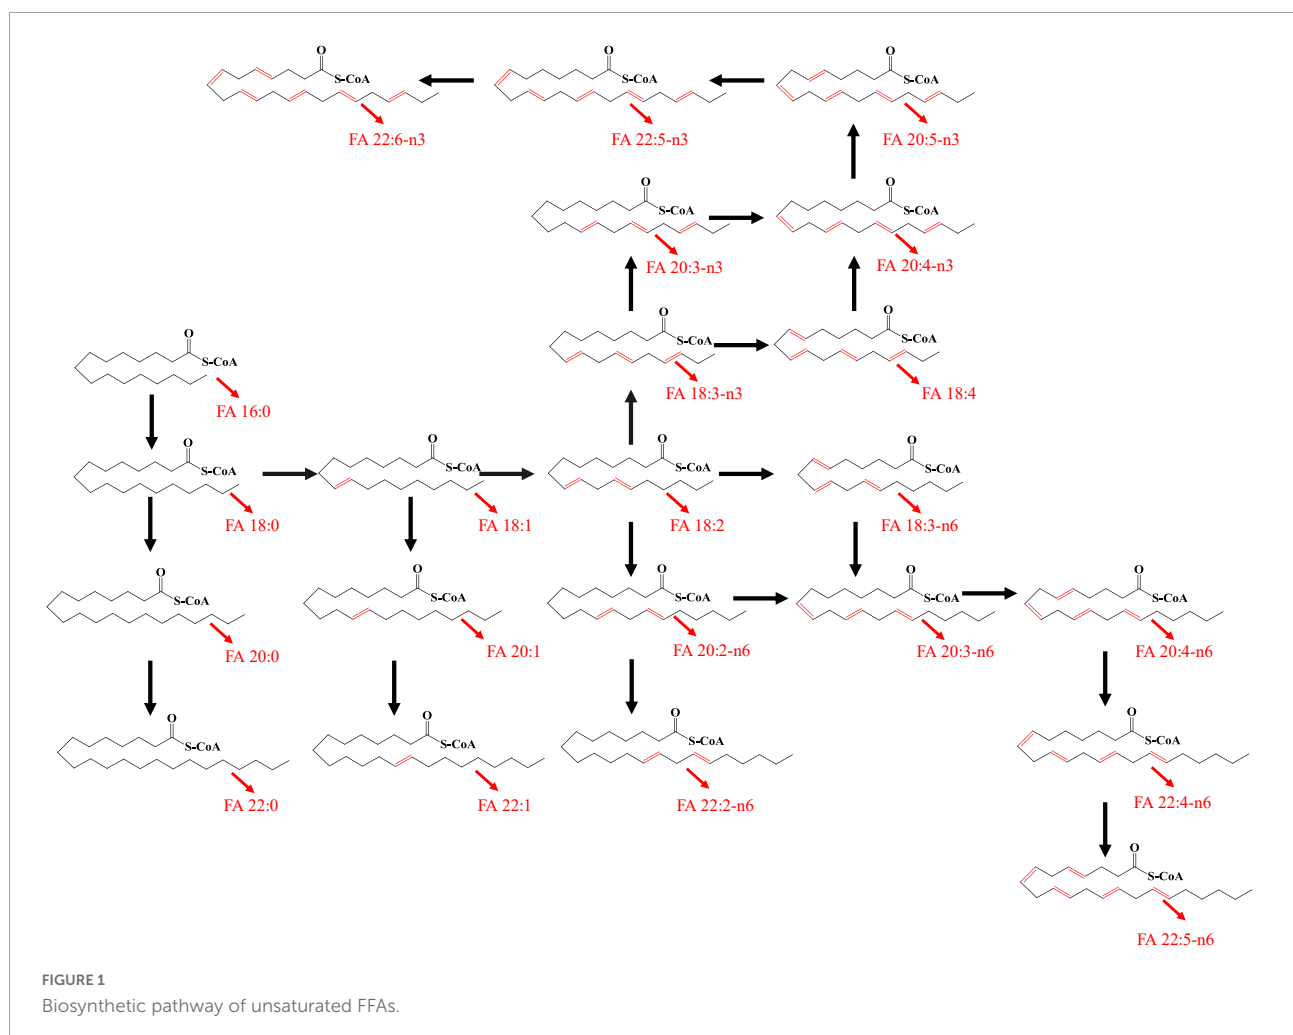 O
S-CoA
FA 22:6-n3
O
S-CoA
FA 22:5-n3
O
S-CoA
FA 20:5-n3
O
S-CoA
FA 20:3-n3
O
S-CoA
FA 20:4-n3
O
S-CoA
FA 16:0
O
S-CoA
FA 18:3-n3
O
S-CoA
FA 18:4
O
S-CoA
FA 18:0
O
S-CoA
FA 18:1
O
S-CoA
FA 18:2
O
S-CoA
FA 18:3-n6
O
S-CoA
FA 20:0
O
S-CoA
FA 20:1
O
S-CoA
FA 20:2-n6
O
S-CoA
FA 20:3-n6
O
S-CoA
FA 20:4-n6
O
S-CoA
FA 22:0
O
S-CoA
FA 22:1
O
S-CoA
FA 22:2-n6
O
S-CoA
FA 22:4-n6
O
S-CoA
FA 22:5-n6
FIGURE 1
Biosynthetic pathway of unsaturated FFAs.